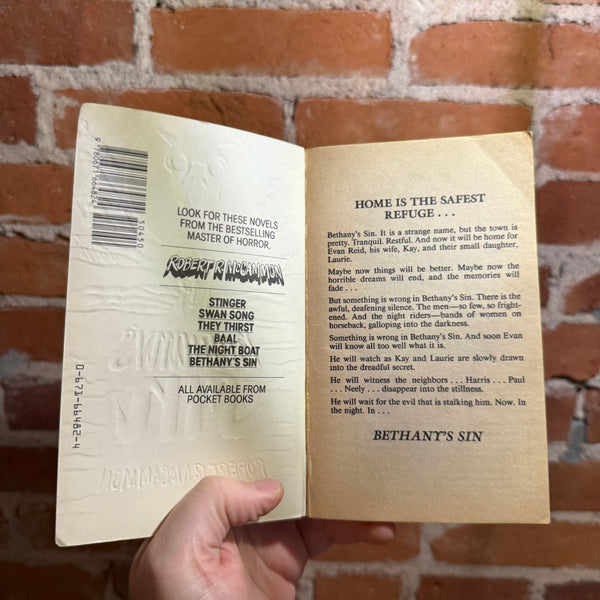 9 780671 664824
50450
LOOK FOR THESE NOVELS
FROM THE BESTSELLING
MASTER OF HORROR,
ROBERT R. McCAMMON
STINGER
SWAN SONG
THEY THIRST
BAAL
THE NIGHT BOAT
BETHANY'S SIN
ALL AVAILABLE FROM
POCKET BOOKS
0-671-66482-4
HOME IS THE SAFEST
REFUGE . . .
Bethany's Sin. It is a strange name, but the town is
pretty. Tranquil. Restful. And now it will be home for
Evan Reid, his wife, Kay, and their small daughter,
Laurie.
Maybe now things will be better. Maybe now the
horrible dreams will end, and the memories will
fade . . .
But something is wrong in Bethany's Sin. There is the
awful, deafening silence. The men—so few, so fright-
ened. And the night riders—bands of women on
horseback, galloping into the darkness.
Something is wrong in Bethany's Sin. And soon Evan
will know all too well what it is.
He will watch as Kay and Laurie are slowly drawn
into the dreadful secret.
He will witness the neighbors . . . Harris . . . Paul
. . . Neely . . . disappear into the stillness.
He will wait for the evil that is stalking him. Now. In
the night. In . . .
BETHANY'S SIN
BETHANY'S
SIN
ROBERT R. McCAMMON